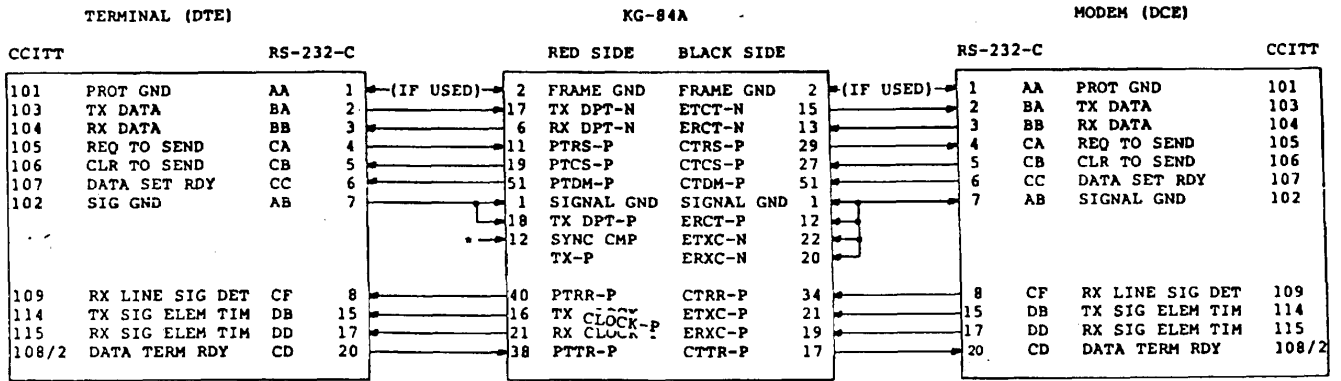 TERMINAL (DTE) KG-84A MODEM (DCE)
CCITT RS-232-C RED SIDE BLACK SIDE RS-232-C CCITT
101 PROT GND AA 1 (IF USED) 2 FRAME GND FRAME GND 2 (IF USED) 1 AA PROT GND 101
103 TX DATA BA 2 17 TX DPT-N ETCT-N 15 2 BA TX DATA 103
104 RX DATA BB 3 6 RX DPT-N ERCT-N 13 3 BB RX DATA 104
105 REQ TO SEND CA 4 11 PTRS-P CTRS-P 29 4 CA REQ TO SEND 105
106 CLR TO SEND CB 5 19 PTCS-P CTCS-P 27 5 CB CLR TO SEND 106
107 DATA SET RDY CC 6 51 PTDM-P CTDM-P 51 6 CC DATA SET RDY 107
102 SIG GND AB 7 1 SIGNAL GND SIGNAL GND 1 7 AB SIGNAL GND 102
18 TX DPT-P ERCT-P 12
* 12 SYNC CMP ETXC-N 22
TX-P ERXC-N 20
109 RX LINE SIG DET CF 8 40 PTRR-P CTRR-P 34 8 CF RX LINE SIG DET 109
114 TX SIG ELEM TIM DB 15 16 TX CLOCK-P ETXC-P 21 15 DB TX SIG ELEM TIM 114
115 RX SIG ELEM TIM DD 17 21 RX CLOCK-P ERXC-P 19 17 DD RX SIG ELEM TIM 115
108/2 DATA TERM RDY CD 20 38 PTTR-P CTTR-P 17 20 CD DATA TERM RDY 108/2